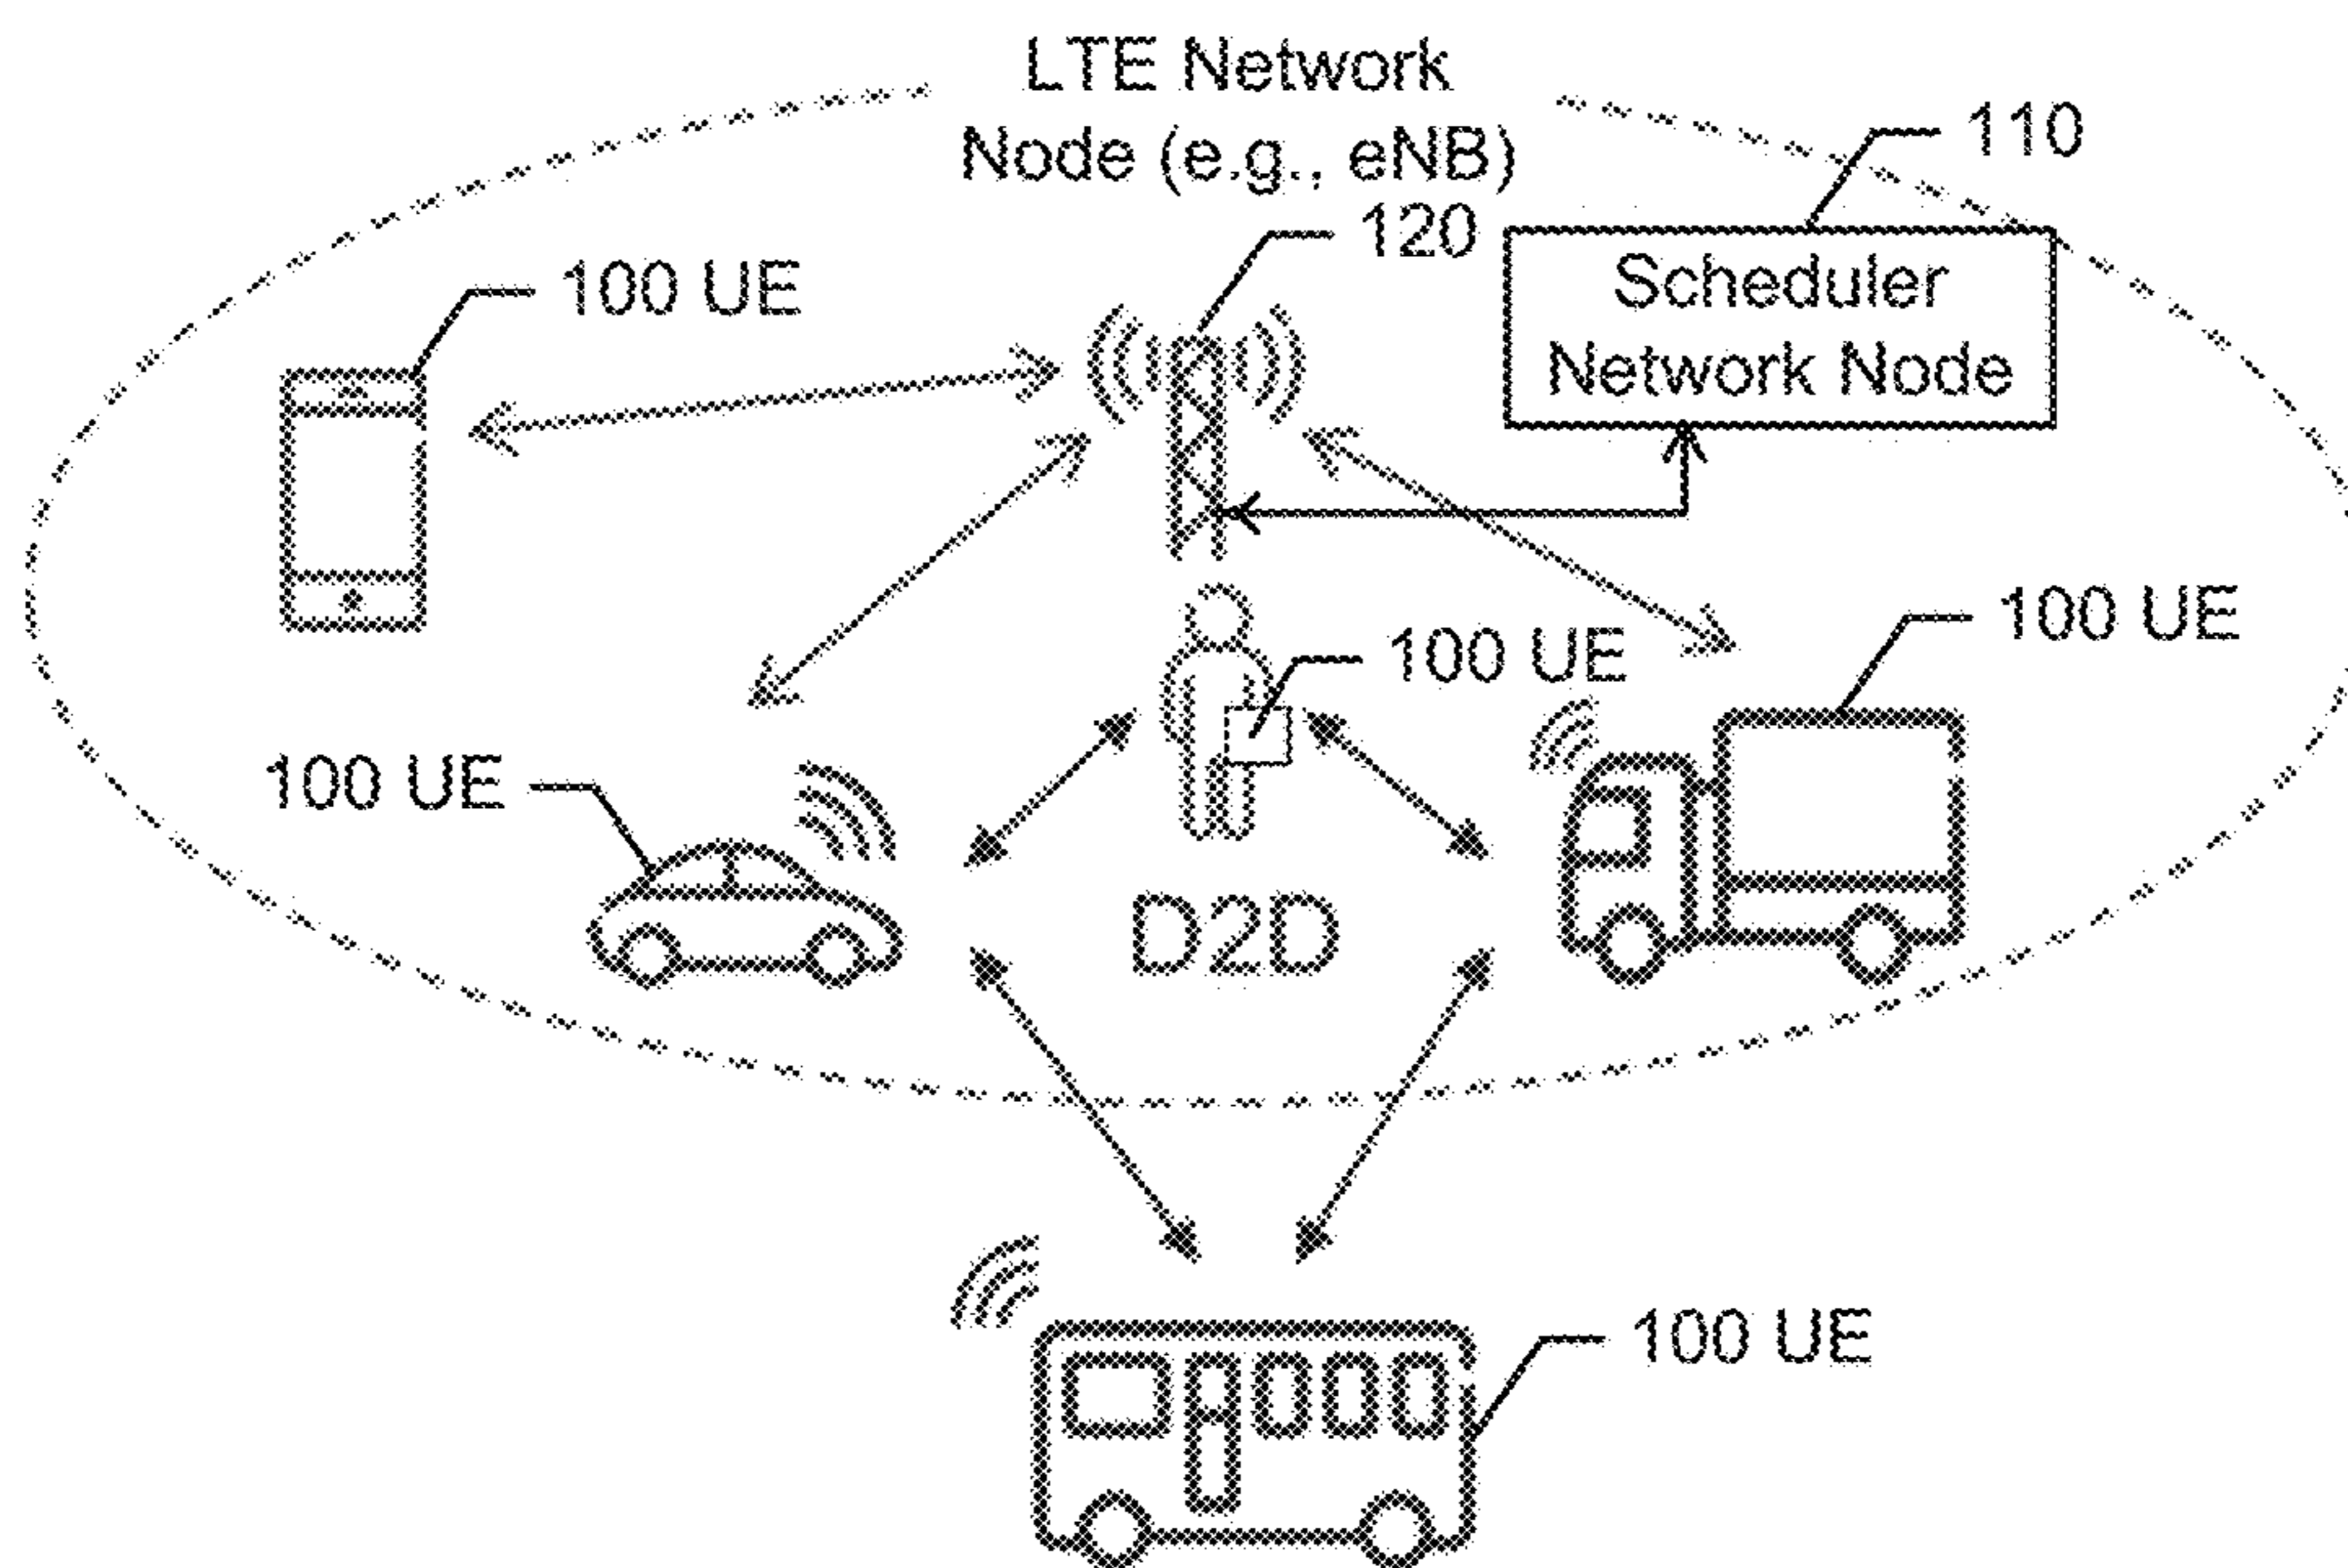 LTE Network
Node (e.g., eNB)
110
120
Scheduler
Network Node
100 UE
100 UE
100 UE
100 UE
D2D
100 UE